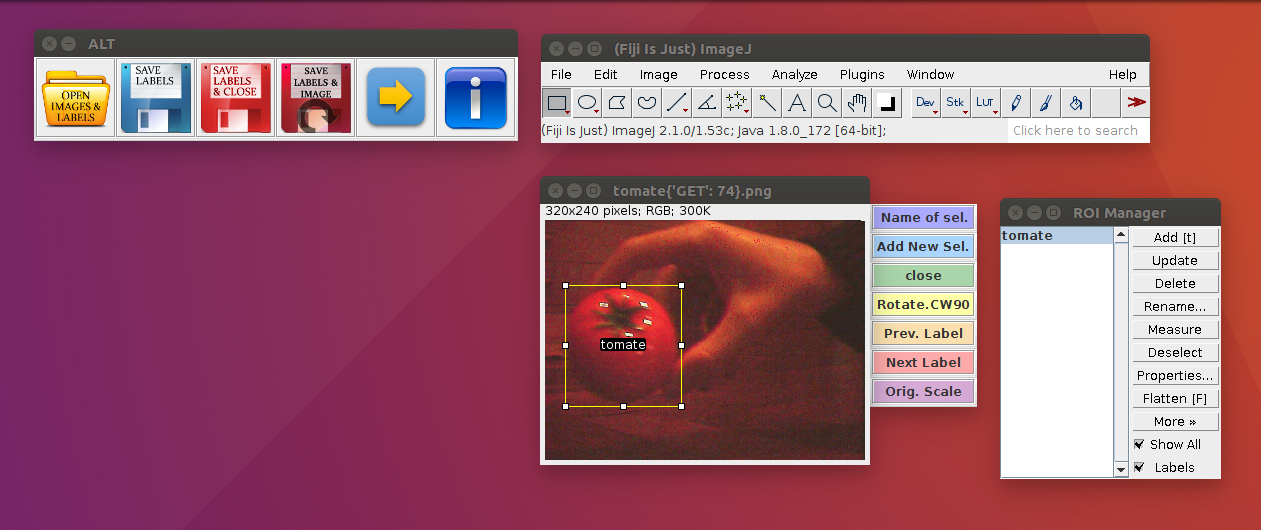 ALT
OPEN
IMAGES &
LABELS
SAVE
LABELS
SAVE
LABELS
& CLOSE
SAVE
LABELS &
IMAGE
(Fiji Is Just) ImageJ
File Edit Image Process Analyze Plugins Window Help
A Dev Stk LUT
(Fiji Is Just) ImageJ 2.1.0/1.53c; Java 1.8.0_172 [64-bit]; Click here to search
tomate{'GET': 74}.png
320x240 pixels; RGB; 300K
tomate
Name of sel.
Add New Sel.
close
Rotate.CW90
Prev. Label
Next Label
Orig. Scale
ROI Manager
tomate
Add [t]
Update
Delete
Rename...
Measure
Deselect
Properties...
Flatten [F]
More »
Show All
Labels